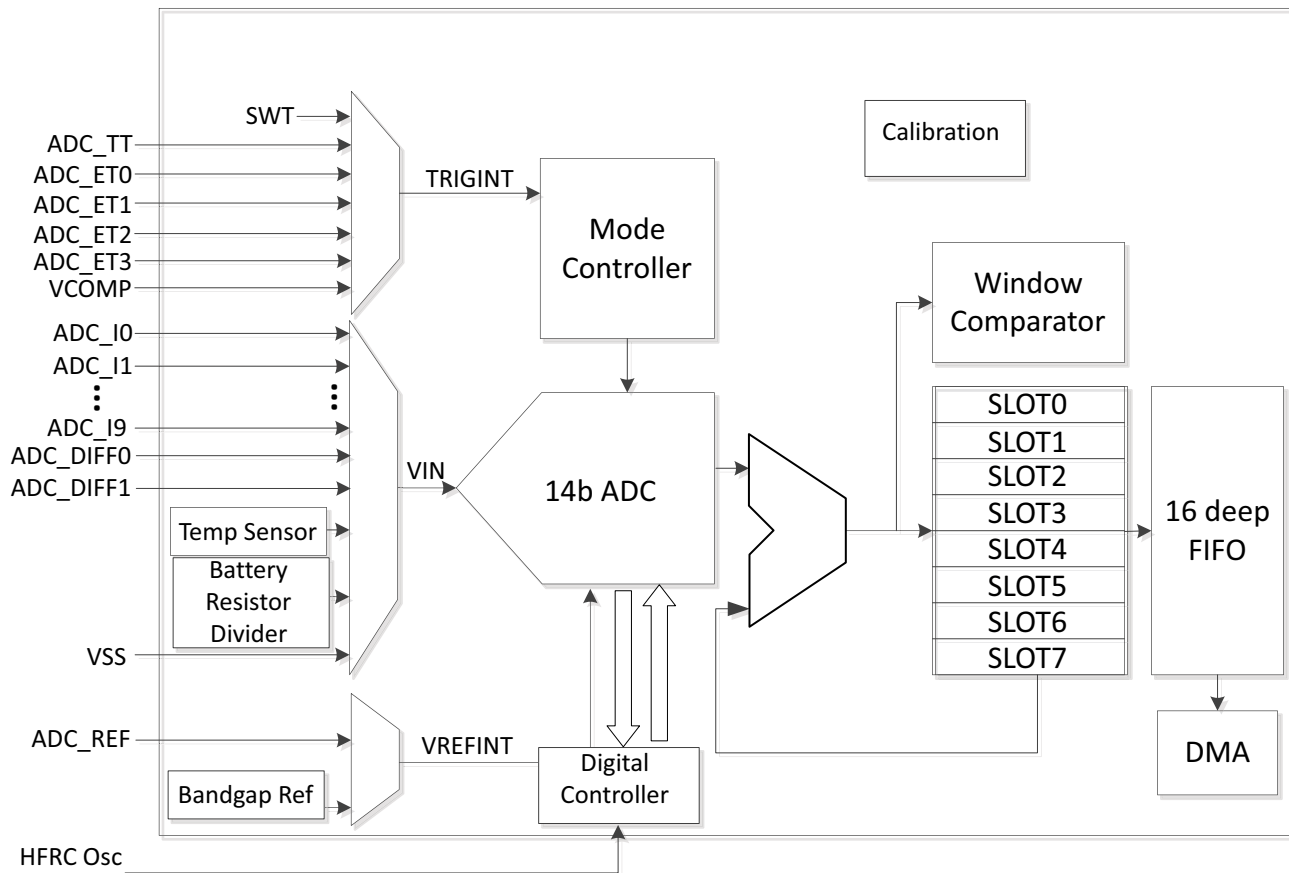 SWT
ADC_TT
ADC_ET0
ADC_ET1
ADC_ET2
ADC_ET3
VCOMP
TRIGINT
Mode
Controller
Calibration
Window
Comparator
ADC_I0
ADC_I1
ADC_I9
ADC_DIFF0
ADC_DIFF1
Temp Sensor
Battery
Resistor
Divider
VSS
VIN
14b ADC
SLOT0
SLOT1
SLOT2
SLOT3
SLOT4
SLOT5
SLOT6
SLOT7
16 deep
FIFO
DMA
ADC_REF
Bandgap Ref
VREFINT
Digital
Controller
HFRC Osc